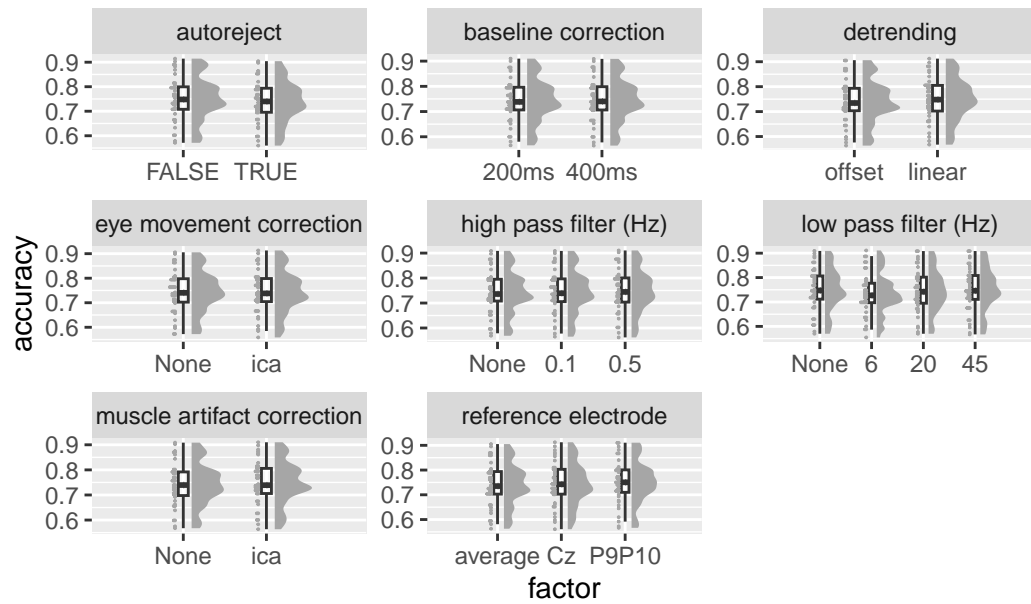 autoreject
baseline correction
detrending
0.9
0.8
0.7
0.6
FALSE TRUE
200ms 400ms
offset linear
eye movement correction
high pass filter (Hz)
low pass filter (Hz)
0.9
0.8
0.7
0.6
0.9
0.8
0.7
0.6
0.9
0.8
0.7
0.6
None ica
None 0.1 0.5
None 6 20 45
muscle artifact correction
reference electrode
0.9
0.8
0.7
0.6
0.9
0.8
0.7
0.6
None ica
average Cz P9P10
0.9
0.8
0.7
0.6
0.9
0.8
0.7
0.6
accuracy
factor